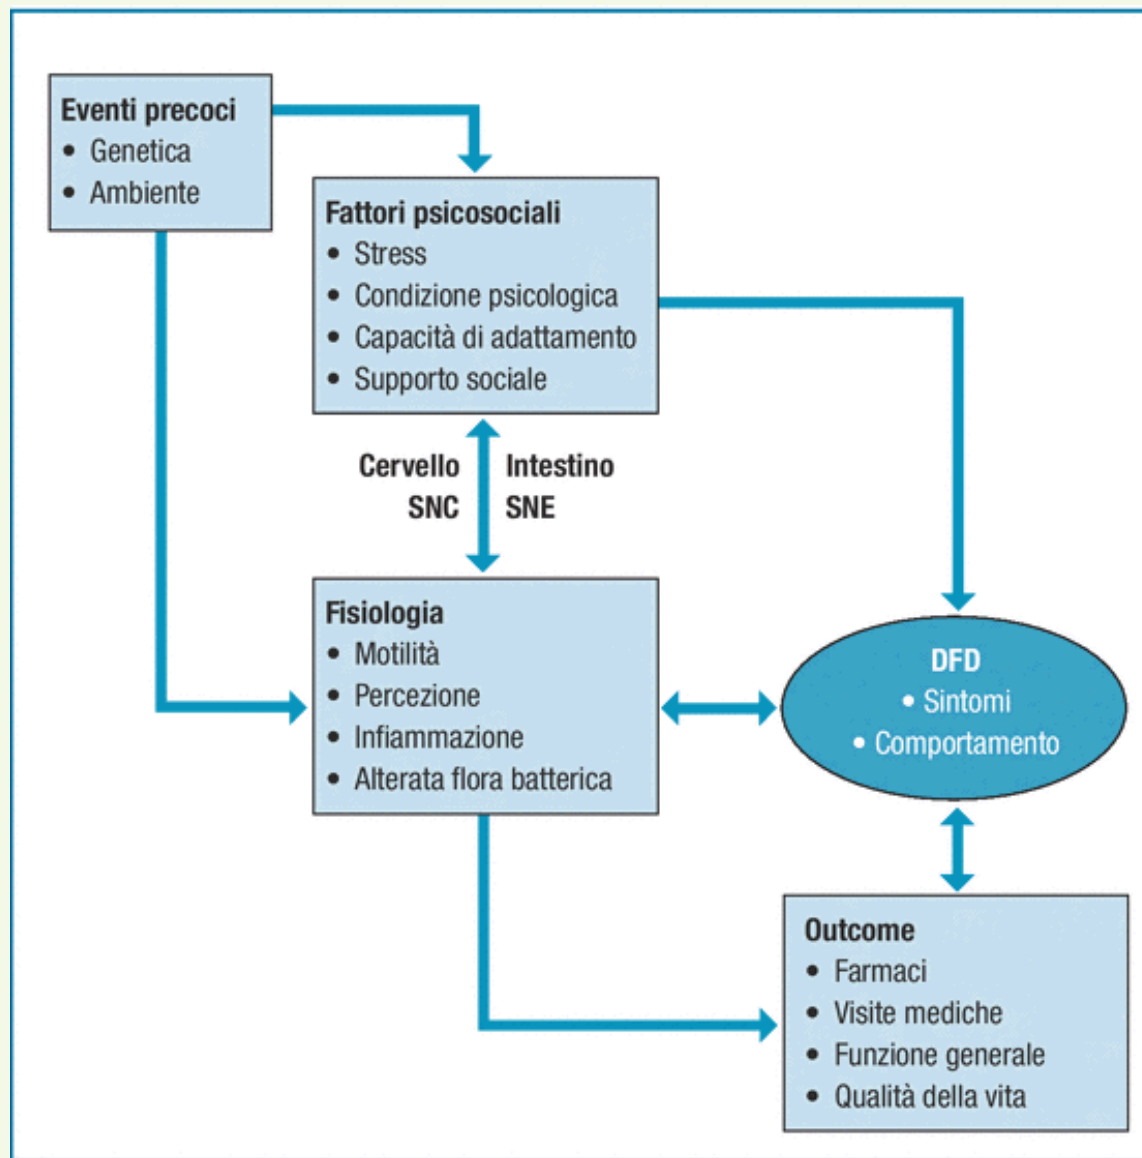 Eventi precoci
• Genetica
• Ambiente
Fattori psicosociali
• Stress
• Condizione psicologica
• Capacità di adattamento
• Supporto sociale
Cervello Intestino
SNC SNE
Fisiologia
• Motilità
• Percezione
• Infiammazione
• Alterata flora batterica
DFD
• Sintomi
• Comportamento
Outcome
• Farmaci
• Visite mediche
• Funzione generale
• Qualità della vita